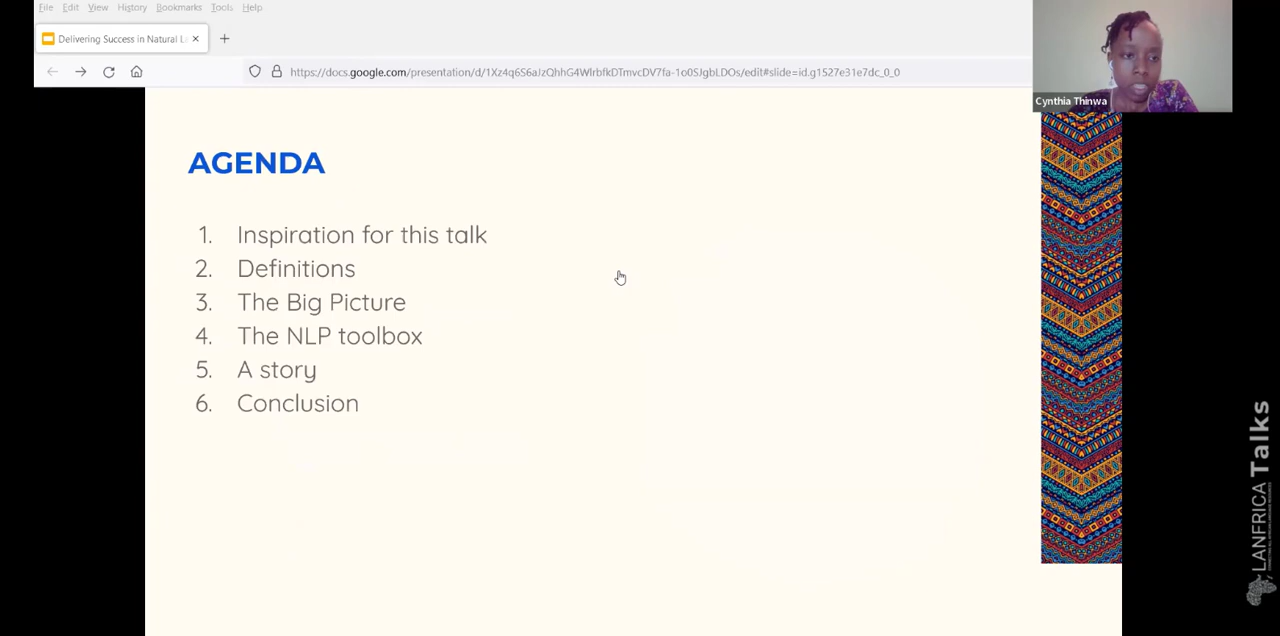 File Edit View History Bookmarks Tools Help
Delivering Success in Natural L
https://docs.google.com/presentation/d/1Xz4q6S6aJzQhhG4WlrbfkDTmvcDV7fa-1o0SJgbLDOs/edit#slide=id.g1527e31e7dc_0_0
Cynthia Thinwa
AGENDA
1. Inspiration for this talk
2. Definitions
3. The Big Picture
4. The NLP toolbox
5. A story
6. Conclusion
LANFRICA Talks